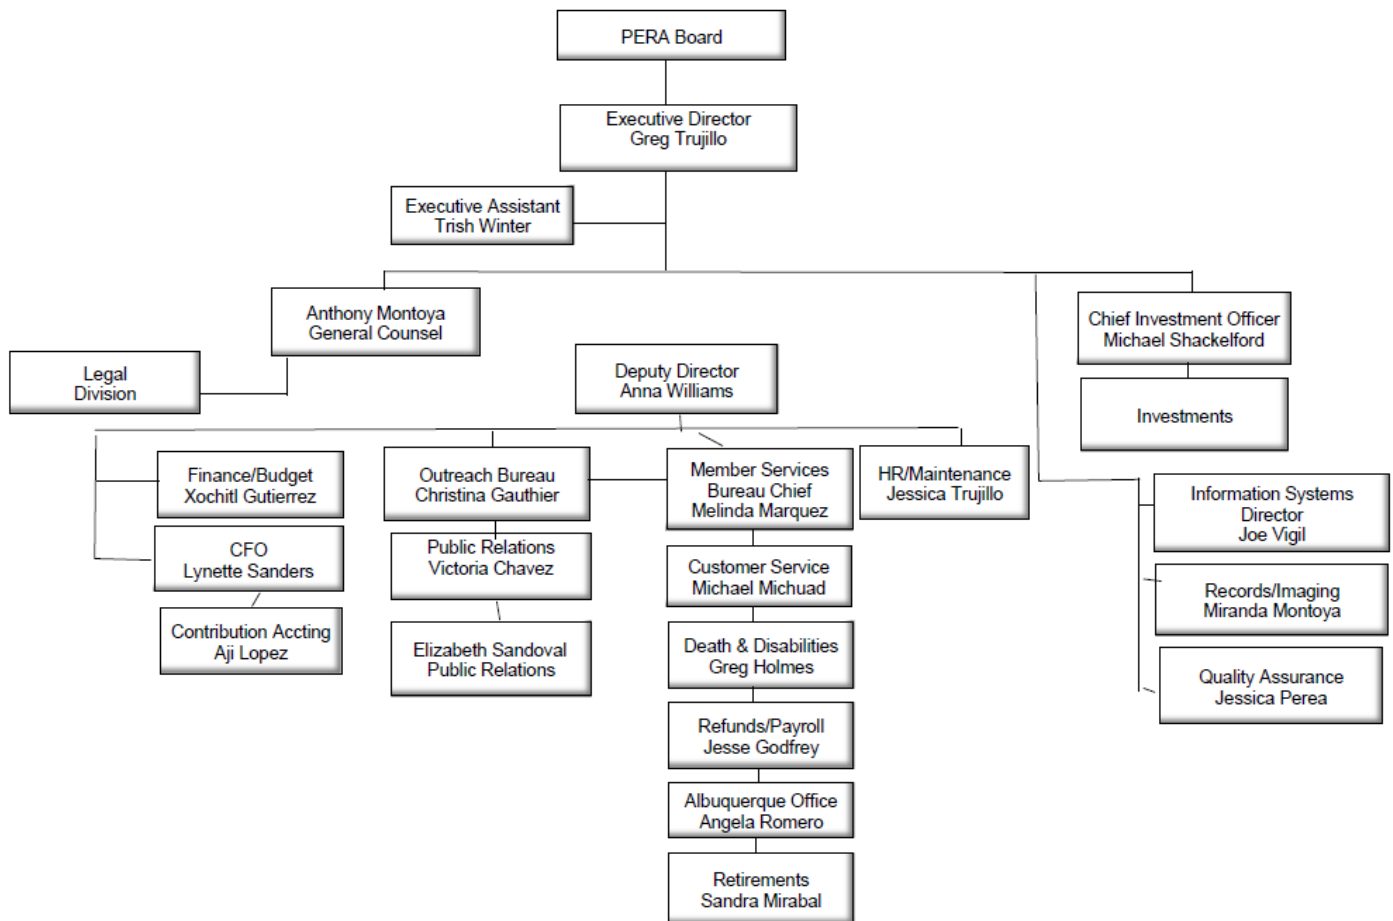 PERA Board
Executive Director
Greg Trujillo
Executive Assistant
Trish Winter
Anthony Montoya
General Counsel
Chief Investment Officer
Michael Shackelford
Legal
Division
Deputy Director
Anna Williams
Investments
Finance/Budget
Xochitl Gutierrez
Outreach Bureau
Christina Gauthier
Member Services
Bureau Chief
Melinda Marquez
HR/Maintenance
Jessica Trujillo
Information Systems
Director
Joe Vigil
CFO
Lynette Sanders
Public Relations
Victoria Chavez
Customer Service
Michael Michuad
Records/Imaging
Miranda Montoya
Contribution Accting
Aji Lopez
Elizabeth Sandoval
Public Relations
Death & Disabilities
Greg Holmes
Quality Assurance
Jessica Perea
Refunds/Payroll
Jesse Godfrey
Albuquerque Office
Angela Romero
Retirements
Sandra Mirabal